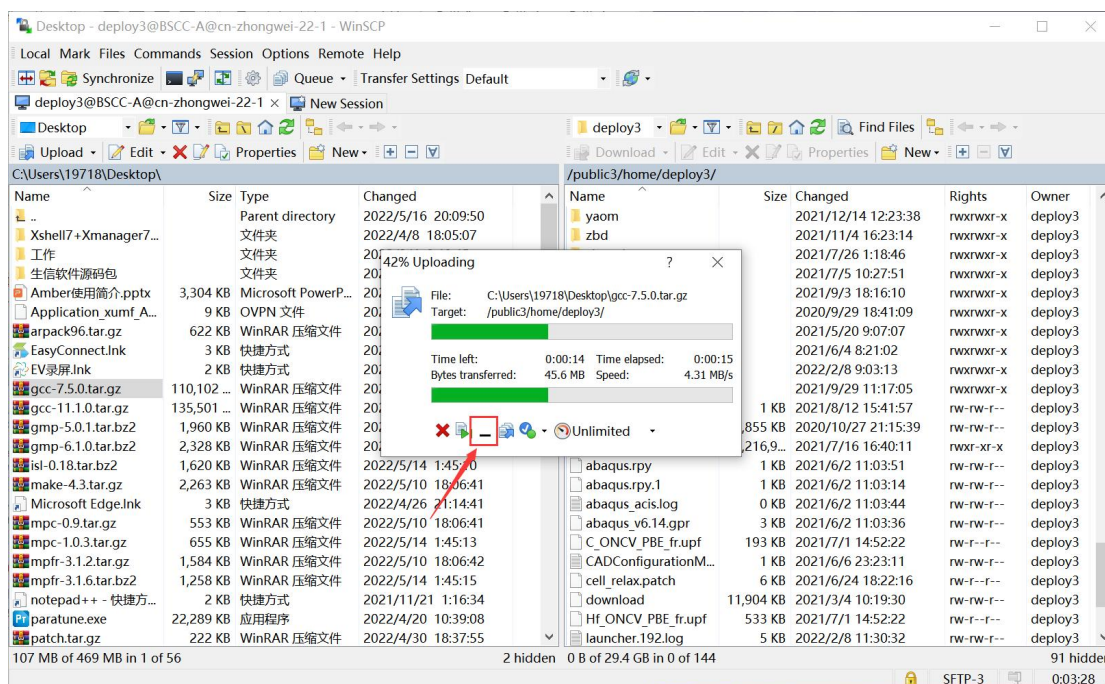 Desktop - deploy3@BSCC-A@cn-zhongwei-22-1 - WinSCP
Local Mark Files Commands Session Options Remote Help
Synchronize Queue Transfer Settings Default
deploy3@BSCC-A@cn-zhongwei-22-1 × New Session
Desktop deploy3 Find Files
Upload Edit Properties New Download Edit Properties New
C:\Users\19718\Desktop\ /public3/home/deploy3/
Name Size Type Changed Name Size Changed Rights Owner
.. Parent directory 2022/5/16 20:09:50 yaom 2021/12/14 12:23:38 rwxrwxr-x deploy3
Xshell7+Xmanager7... 文件夹 2022/4/8 18:05:07 zbd 2021/11/4 16:23:14 rwxrwxr-x deploy3
工作 文件夹 2021/7/26 1:18:46 rwxrwxr-x deploy3
生信软件源码包 文件夹 2021/7/5 10:27:51 rwxrwxr-x deploy3
Amber使用简介.pptx 3,304 KB Microsoft PowerP... 2021/9/3 18:16:10 rwxrwxr-x deploy3
Application_xumf_A... 9 KB OVPN 文件 2020/9/29 18:41:09 rwxrwxr-x deploy3
arpack96.tar.gz 622 KB WinRAR 压缩文件 2021/5/20 9:07:07 rwxrwxr-x deploy3
EasyConnect.lnk 3 KB 快捷方式 2021/6/4 8:21:02 rwxrwxr-x deploy3
EV录屏.lnk 2 KB 快捷方式 2022/2/8 9:03:13 rwxrwxr-x deploy3
gcc-7.5.0.tar.gz 110,102 ... WinRAR 压缩文件 2021/9/29 11:17:05 rwxrwxr-x deploy3
gcc-11.1.0.tar.gz 135,501 ... WinRAR 压缩文件 1 KB 2021/8/12 15:41:57 rw-rw-r-- deploy3
gmp-5.0.1.tar.bz2 1,960 KB WinRAR 压缩文件 ,855 KB 2020/10/27 21:15:39 rw-rw-r-- deploy3
gmp-6.1.0.tar.bz2 2,328 KB WinRAR 压缩文件 ,216,9... 2021/7/16 16:40:11 rwxr-xr-x deploy3
isl-0.18.tar.bz2 1,620 KB WinRAR 压缩文件 2022/5/14 abaqus.rpy 1 KB 2021/6/2 11:03:51 rw-rw-r-- deploy3
make-4.3.tar.gz 2,263 KB WinRAR 压缩文件 2022/5/10 18:06:41 abaqus.rpy.1 1 KB 2021/6/2 11:03:14 rw-rw-r-- deploy3
Microsoft Edge.lnk 3 KB 快捷方式 2022/4/26 21:14:41 abaqus_acis.log 0 KB 2021/6/2 11:03:44 rw-rw-r-- deploy3
mpc-0.9.tar.gz 553 KB WinRAR 压缩文件 2022/5/10 18:06:41 abaqus_v6.14.gpr 3 KB 2021/6/2 11:03:36 rw-rw-r-- deploy3
mpc-1.0.3.tar.gz 655 KB WinRAR 压缩文件 2022/5/14 1:45:13 C_ONCV_PBE_fr.upf 193 KB 2021/7/1 14:52:22 rw-r--r-- deploy3
mpfr-3.1.2.tar.gz 1,584 KB WinRAR 压缩文件 2022/5/10 18:06:42 CADConfigurationM... 1 KB 2021/6/2 23:23:11 rw-rw-r-- deploy3
mpfr-3.1.6.tar.bz2 1,258 KB WinRAR 压缩文件 2022/5/14 1:45:15 cell_relax.patch 6 KB 2021/6/24 18:22:16 rw-r--r-- deploy3
notepad++ - 快捷方... 2 KB 快捷方式 2021/11/21 1:16:34 download 11,904 KB 2021/3/4 10:19:30 rw-rw-r-- deploy3
paratune.exe 22,289 KB 应用程序 2022/4/20 10:39:08 Hf_ONCV_PBE_fr.upf 533 KB 2021/7/1 14:52:22 rw-r--r-- deploy3
patch.tar.gz 222 KB WinRAR 压缩文件 2022/4/30 18:37:55 launcher.192.log 5 KB 2022/2/8 11:30:32 rw-rw-r-- deploy3
107 MB of 469 MB in 1 of 56 2 hidden 0 B of 29.4 GB in 0 of 144 91 hidden
SFTP-3 0:03:28
42% Uploading ? ×
File: C:\Users\19718\Desktop\gcc-7.5.0.tar.gz
Target: /public3/home/deploy3/
Time left: 0:00:14 Time elapsed: 0:00:15
Bytes transferred: 45.6 MB Speed: 4.31 MB/s
Unlimited